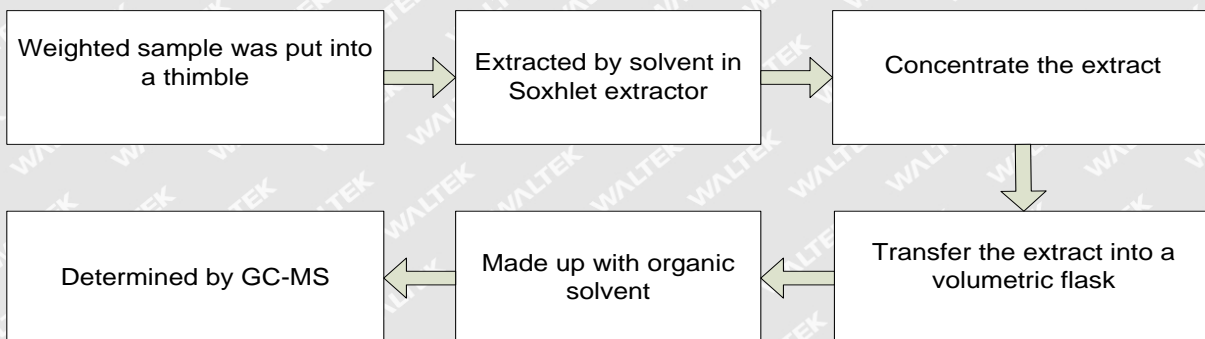 Weighted sample was put into
a thimble
Extracted by solvent in
Soxhlet extractor
Concentrate the extract
Transfer the extract into a
volumetric flask
Made up with organic
solvent
Determined by GC-MS
WALTEK